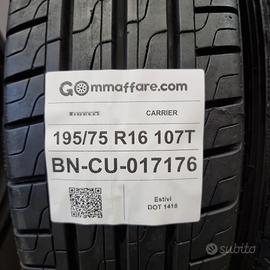 GOmmaffare.com
PIRELLI CARRIER
195/75 R16 107T
BN-CU-017176
Estivi
DOT 1418
subito